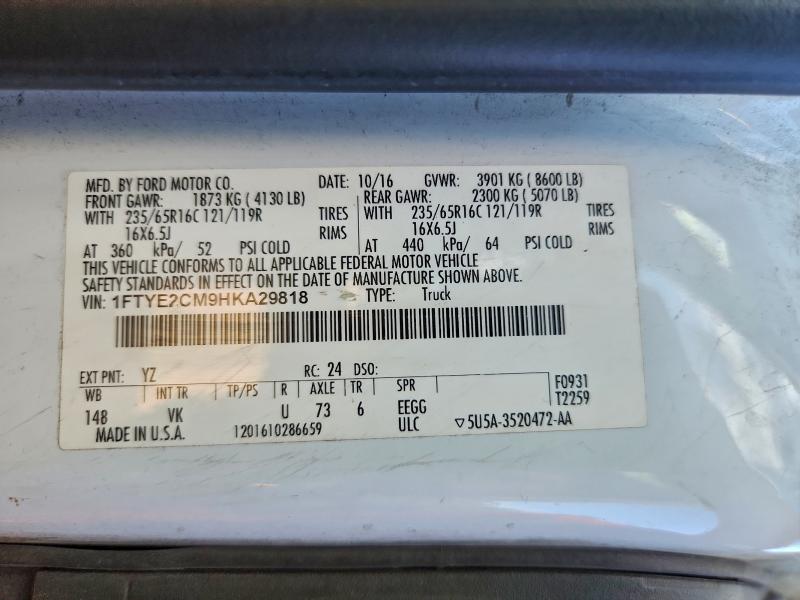 MFD. BY FORD MOTOR CO. DATE: 10/16 GVWR: 3901 KG ( 8600 LB)
FRONT GAWR: 1873 KG ( 4130 LB) REAR GAWR: 2300 KG ( 5070 LB)
WITH 235/65R16C 121/119R TIRES WITH 235/65R16C 121/119R TIRES
16X6.5J RIMS 16X6.5J RIMS
AT 360 kPa/ 52 PSI COLD AT 440 kPa/ 64 PSI COLD
THIS VEHICLE CONFORMS TO ALL APPLICABLE FEDERAL MOTOR VEHICLE
SAFETY STANDARDS IN EFFECT ON THE DATE OF MANUFACTURE SHOWN ABOVE.
VIN: 1FTYE2CM9HKA29818 TYPE: Truck
EXT PNT: YZ RC: 24 DSO:
WB INT TR TP/PS R AXLE TR SPR F0931
148 VK U 73 6 EEGG T2259
MADE IN U.S.A. 1201610286659 ULC ▽5U5A-3520472-AA